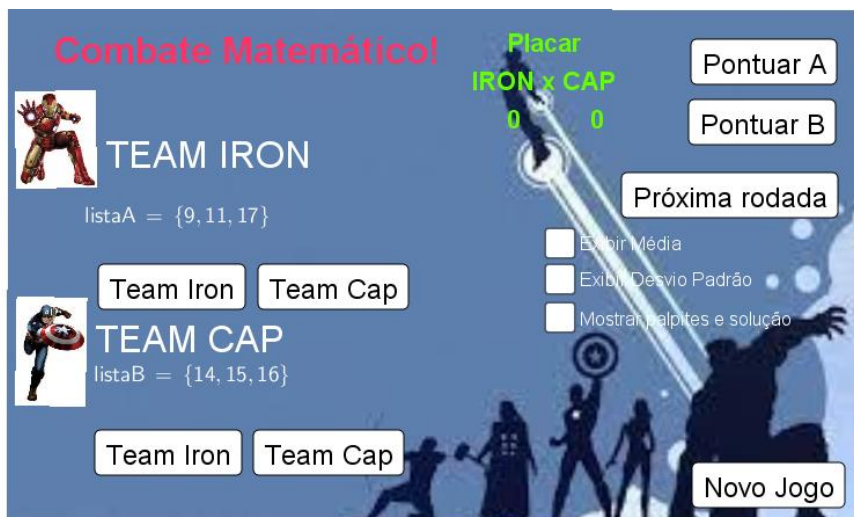 Combate Matemático!
Placar
IRON x CAP
0 0
Pontuar A
Pontuar B
Próxima rodada
TEAM IRON
listaA = {9, 11, 17}
Exibir Média
Exibir Desvio Padrão
Mostrar palpites e solução
Team Iron Team Cap
TEAM CAP
listaB = {14, 15, 16}
Team Iron Team Cap
Novo Jogo